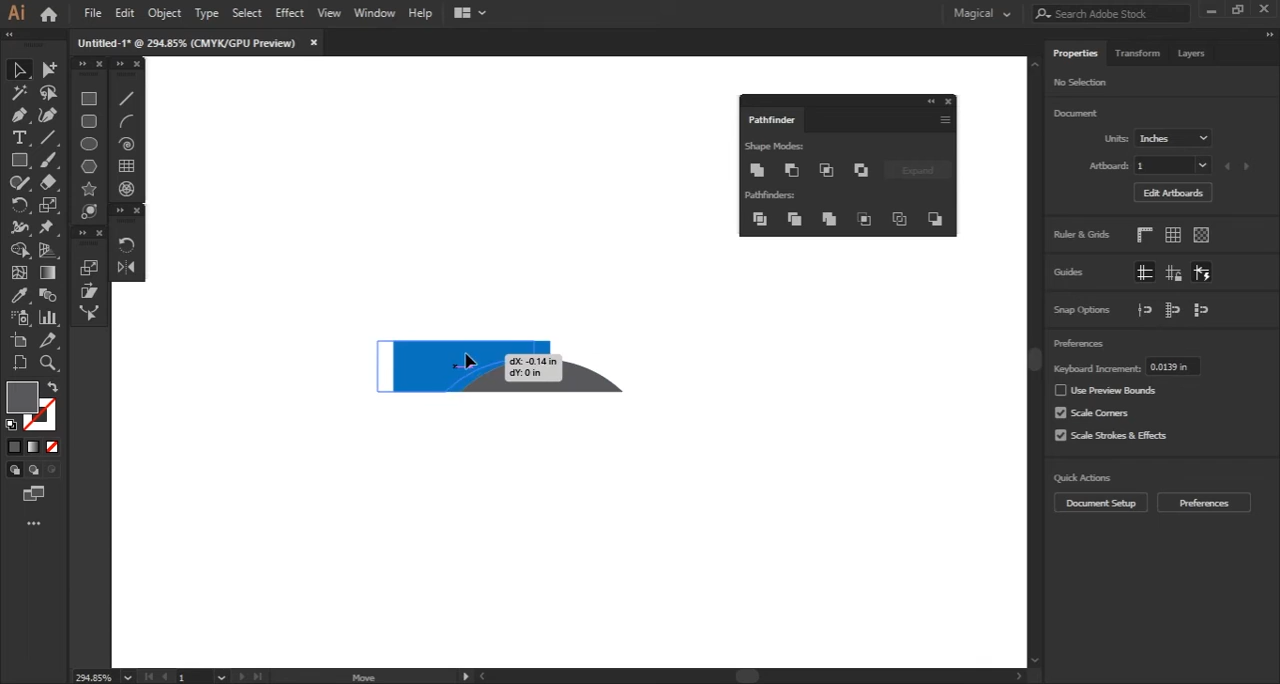 Ai File Edit Object Type Select Effect View Window Help Magical Search Adobe Stock
Untitled-1* @ 294.85% (CMYK/GPU Preview)
Properties Transform Layers
No Selection
Document
Units: Inches
Artboard: 1
Edit Artboards
Ruler & Grids
Guides
Snap Options
Preferences
Keyboard Increment: 0.0139 in
Use Preview Bounds
Scale Corners
Scale Strokes & Effects
Quick Actions
Document Setup Preferences
Pathfinder
Shape Modes:
Expand
Pathfinders:
dX: -0.14 in
dY: 0 in
294.85% 1 Move